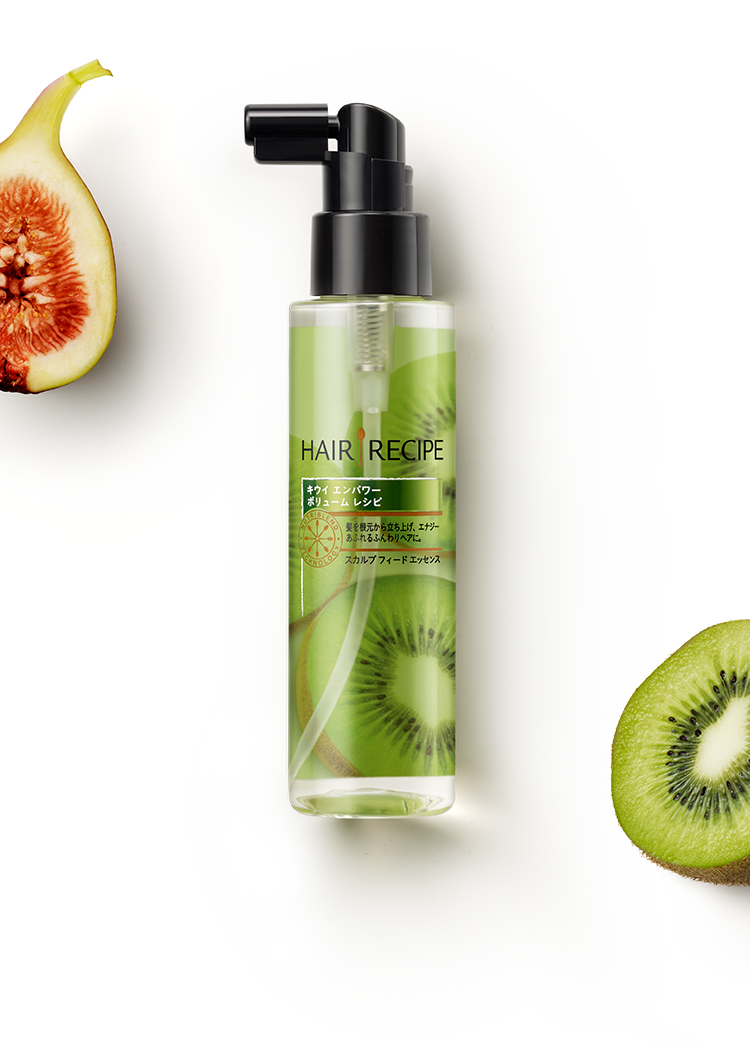 HAIR RECIPE
キウイ エンパワー
ボリューム レシピ
髪を根元から立ち上げ、エナジー
あふれるふんわりヘアに。
BLEND
TECHNOLOGY
スカルプ フィード エッセンス